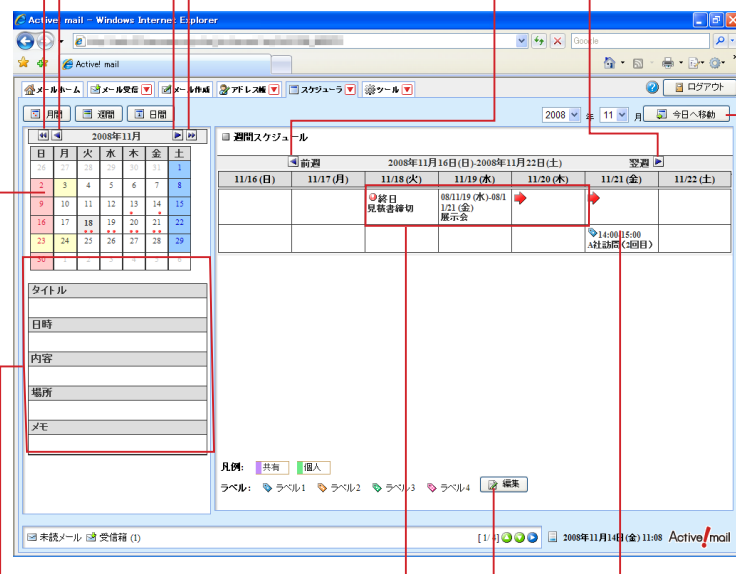 Active! mail - Windows Internet Explorer
Google
Active! mail
メールホーム メール受信 メール作成 アドレス帳 スケジューラ ツール ログアウト
月間 週間 日間 2008 年 11 月 今日へ移動
2008年11月
日 月 火 水 木 金 土
26 27 28 29 30 31 1
2 3 4 5 6 7 8
9 10 11 12 13 14 15
16 17 18 19 20 21 22
23 24 25 26 27 28 29
30 1 2 3 4 5 6
タイトル
日時
内容
場所
メモ
週間スケジュール
前週 2008年11月16日(日)-2008年11月22日(土) 翌週
11/16 (日) 11/17 (月) 11/18 (火) 11/19 (水) 11/20 (木) 11/21 (金) 11/22 (土)
終日
見積書締切
08/11/19 (水)-08/1
1/21 (金)
展示会
14:00-15:00
A社訪問(2回目)
凡例: 共有 個人
ラベル: ラベル1 ラベル2 ラベル3 ラベル4 編集
未読メール 受信箱 (1) [1/4] 2008年11月14日(金) 11:08 Active! mail